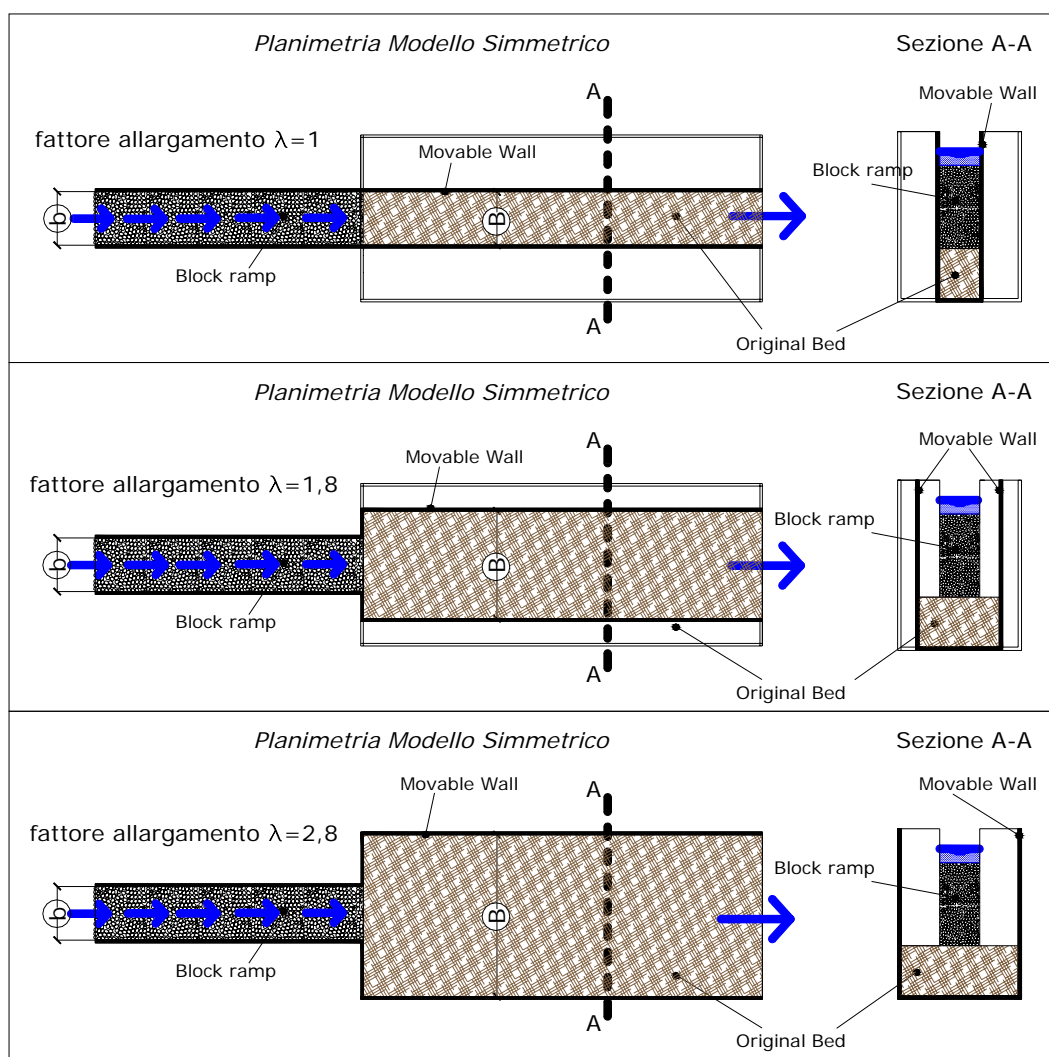 Planimetria Modello Simmetrico
Sezione A-A
A
Movable Wall
fattore allargamento λ=1
Movable Wall
Block ramp
b
B
Block ramp
A
Original Bed
Planimetria Modello Simmetrico
Sezione A-A
A
Movable Wall
Movable Wall
fattore allargamento λ=1,8
Block ramp
b
B
Block ramp
A
Original Bed
Planimetria Modello Simmetrico
Sezione A-A
Movable Wall
A
Movable Wall
fattore allargamento λ=2,8
Block ramp
b
B
Block ramp
A
Original Bed